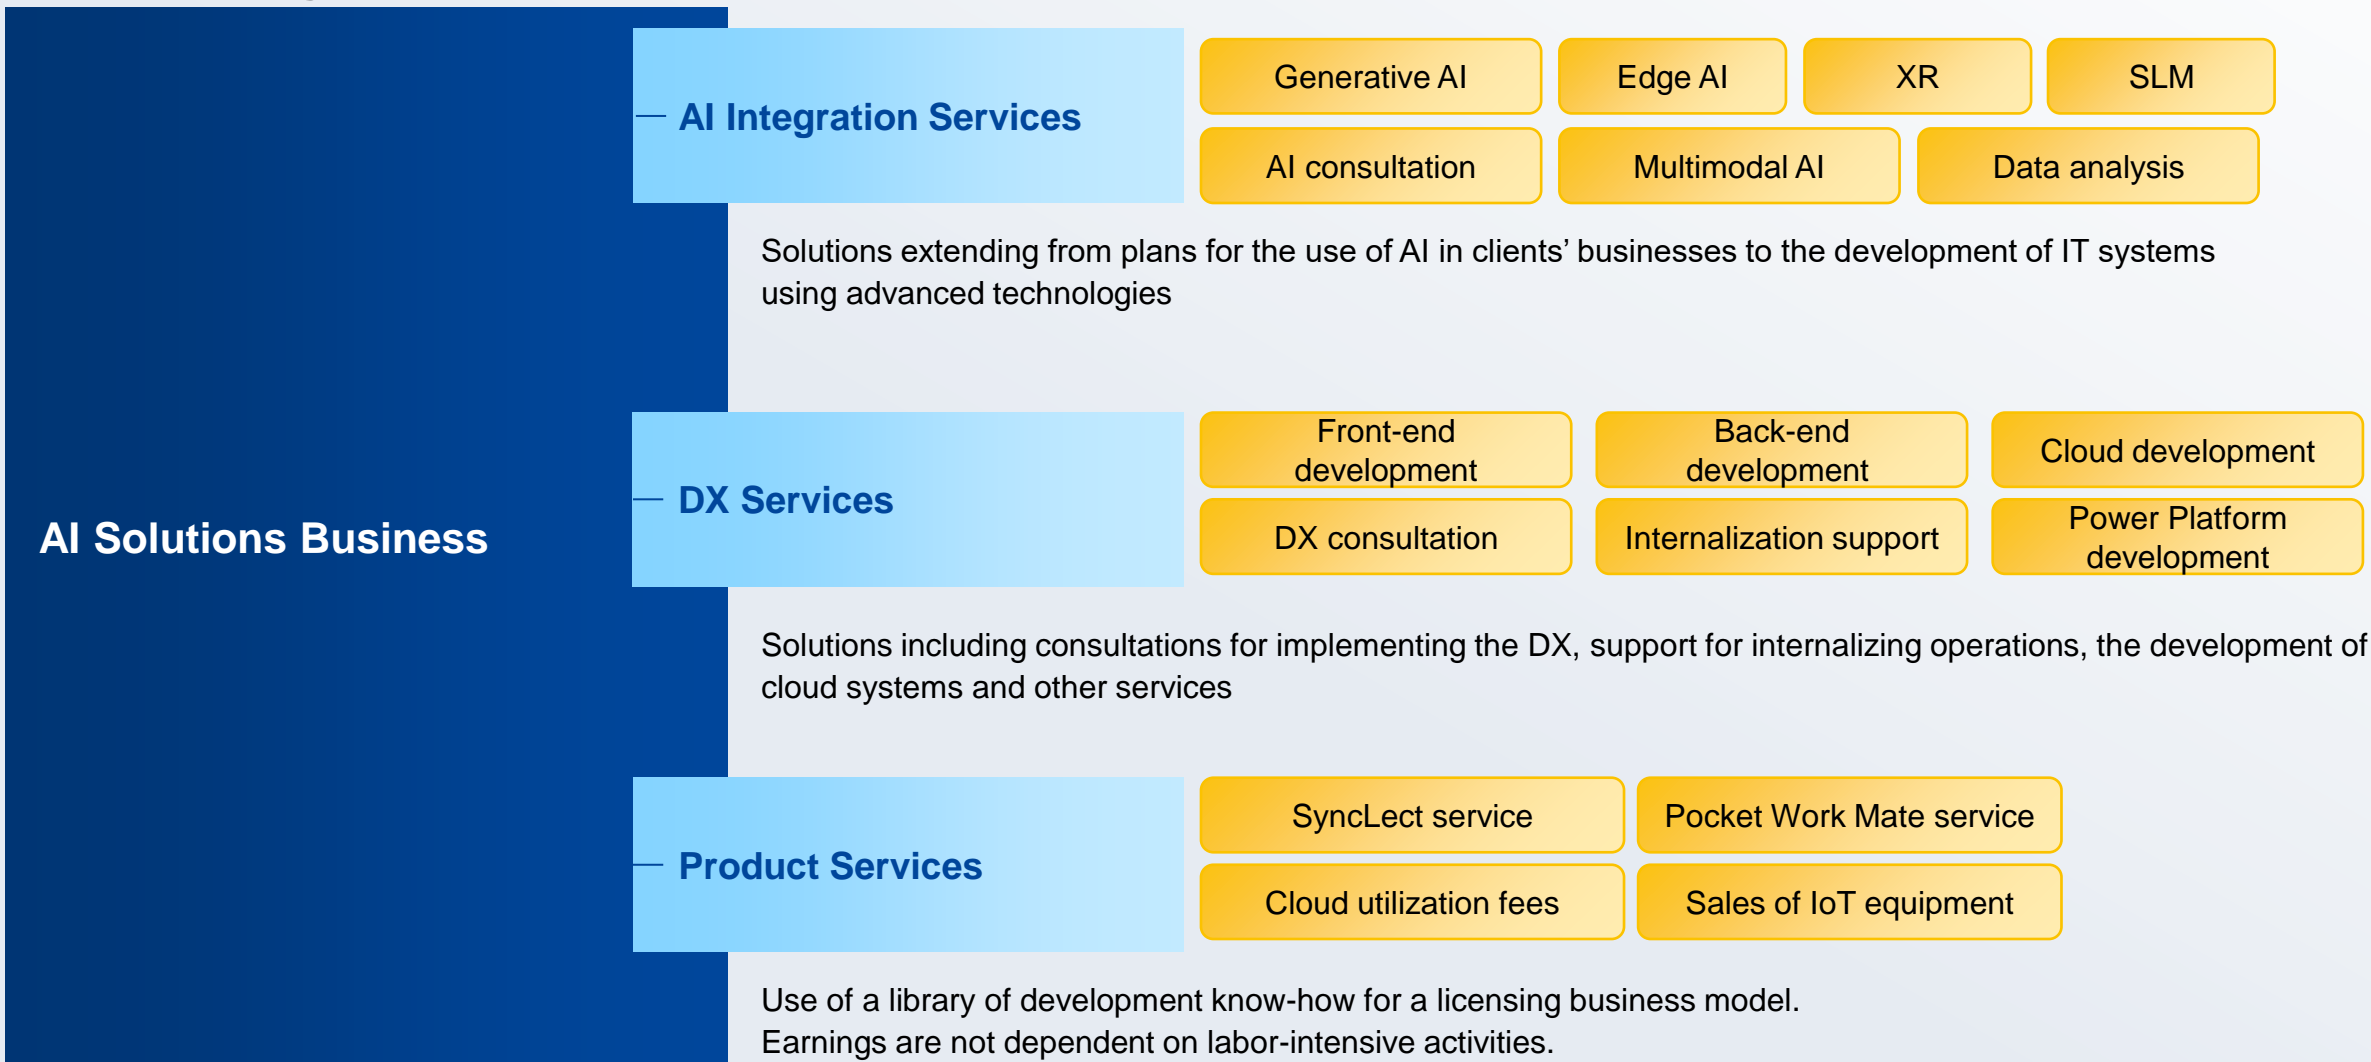 AI Solutions Business
AI Integration Services
Generative AI
Edge AI
XR
SLM
AI consultation
Multimodal AI
Data analysis
Solutions extending from plans for the use of AI in clients’ businesses to the development of IT systems
using advanced technologies
DX Services
Front-end
development
Back-end
development
Cloud development
DX consultation
Internalization support
Power Platform
development
Solutions including consultations for implementing the DX, support for internalizing operations, the development of
cloud systems and other services
Product Services
SyncLect service
Pocket Work Mate service
Cloud utilization fees
Sales of IoT equipment
Use of a library of development know-how for a licensing business model.
Earnings are not dependent on labor-intensive activities.